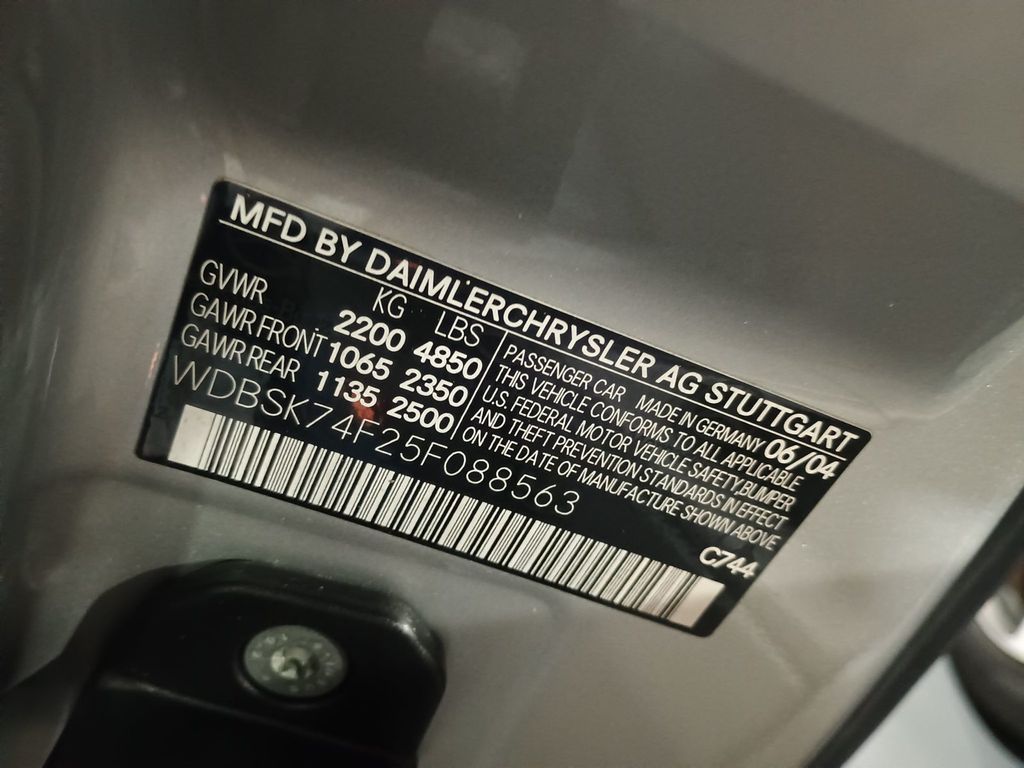 MFD BY DAIMLERCHRYSLER AG STUTTGART
KG LBS
GVWR 2200 4850
GAWR FRONT 1065 2350
GAWR REAR 1135 2500
PASSENGER CAR MADE IN GERMANY 06/04
THIS VEHICLE CONFORMS TO ALL APPLICABLE
U.S. FEDERAL MOTOR VEHICLE SAFETY, BUMPER
AND THEFT PREVENTION STANDARDS IN EFFECT
ON THE DATE OF MANUFACTURE SHOWN ABOVE
WDBSK74F25F088563
C744